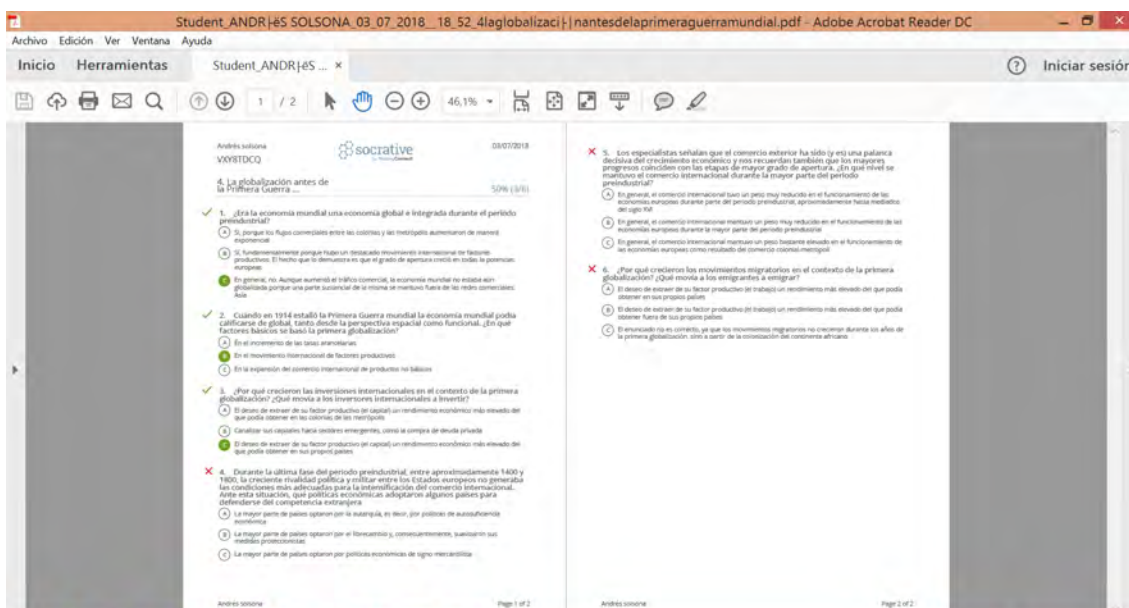 Student_ANDR├ëS SOLSONA_03_07_2018__18_52_4laglobalizaci├|nantesdelaprimeraguerramundial.pdf - Adobe Acrobat Reader DC
Archivo Edición Ver Ventana Ayuda
Inicio Herramientas Student_ANDR├ëS ... × Iniciar sesión
1 / 2 46,1%
Andrés solsona 03/07/2018
VXY8TDCQ
socrative
4. La globalización antes de
la Primera Guerra ... 50% (3/6)
1. ¿Era la economía mundial una economía global e integrada durante el periodo
preindustrial?
A Sí, porque los flujos comerciales entre las colonias y las metrópolis aumentaron de manera
exponencial
B Sí, fundamentalmente porque hubo un destacado movimiento internacional de factores
productivos. El hecho que lo demuestra es que el grado de apertura creció en todas la potencias
europeas
C En general, no. Aunque aumentó el tráfico comercial, la economía mundial no estaba aún
globalizada porque una parte sustancial de la misma se mantuvo fuera de las redes comerciales:
Asia
2. Cuando en 1914 estalló la Primera Guerra mundial la economía mundial podía
calificarse de global, tanto desde la perspectiva espacial como funcional. ¿En qué
factores básicos se basó la primera globalización?
A En el incremento de las tasas arancelarias
B En el movimiento internacional de factores productivos
C En la expansión del comercio internacional de productos no básicos
3. ¿Por qué crecieron las inversiones internacionales en el contexto de la primera
globalización? ¿Qué movía a los inversores internacionales a invertir?
A El deseo de extraer de su factor productivo (el capital) un rendimiento económico más elevado del
que podía obtener en las colonias de las metrópolis
B Canalizar sus capitales hacia sectores emergentes, como la compra de deuda privada
C El deseo de extraer de su factor productivo (el capital) un rendimiento económico más elevado del
que podía obtener en sus propios países
4. Durante la última fase del periodo preindustrial, entre aproximadamente 1400 y
1800, la creciente rivalidad política y militar entre los Estados europeos no generaba
las condiciones más adecuadas para la intensificación del comercio internacional.
Ante esta situación, qué políticas económicas adoptaron algunos países para
defenderse del competencia extranjera
A La mayor parte de países optaron por la autarquía, es decir, por políticas de autosuficiencia
económica
B La mayor parte de países optaron por el librecambio y, consecuentemente, suavizaron sus
medidas proteccionistas
C La mayor parte de países optaron por políticas económicas de signo mercantilista
Andrés solsona Page 1 of 2
5. Los especialistas señalan que el comercio exterior ha sido (y es) una palanca
decisiva del crecimiento económico y nos recuerdan también que los mayores
progresos coinciden con las etapas de mayor grado de apertura. ¿En qué nivel se
mantuvo el comercio internacional durante la mayor parte del periodo
preindustrial?
A En general, el comercio internacional tuvo un peso muy reducido en el funcionamiento de las
economías europeas durante parte del periodo preindustrial, aproximadamente hasta mediados
del siglo XVI
B En general, el comercio internacional mantuvo un peso muy reducido en el funcionamiento de las
economías europeas durante la mayor parte del periodo preindustrial
C En general, el comercio internacional mantuvo un peso bastante elevado en el funcionamiento de
las economías europeas como resultado del comercio colonial-metrópoli
6. ¿Por qué crecieron los movimientos migratorios en el contexto de la primera
globalización? ¿Qué movía a los emigrantes a emigrar?
A El deseo de extraer de su factor productivo (el trabajo) un rendimiento más elevado del que podía
obtener en sus propios países
B El deseo de extraer de su factor productivo (el trabajo) un rendimiento más elevado del que podía
obtener fuera de sus propios países
C El enunciado no es correcto, ya que los movimientos migratorios no crecieron durante los años de
la primera globalización, sino a partir de la colonización del continente africano
Andrés solsona Page 2 of 2